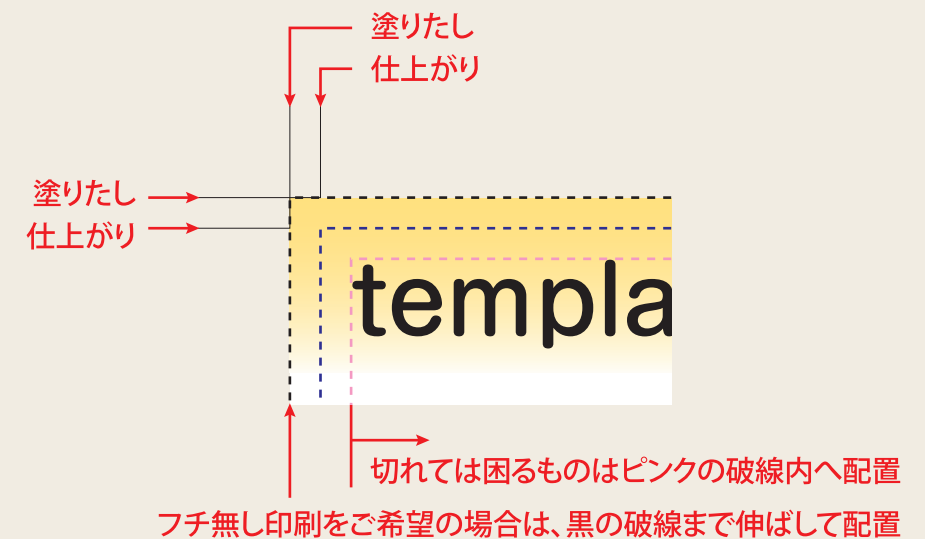 塗りたし
仕上がり
塗りたし
仕上がり
templa
切れては困るものはピンクの破線内へ配置
フチ無し印刷をご希望の場合は、黒の破線まで伸ばして配置